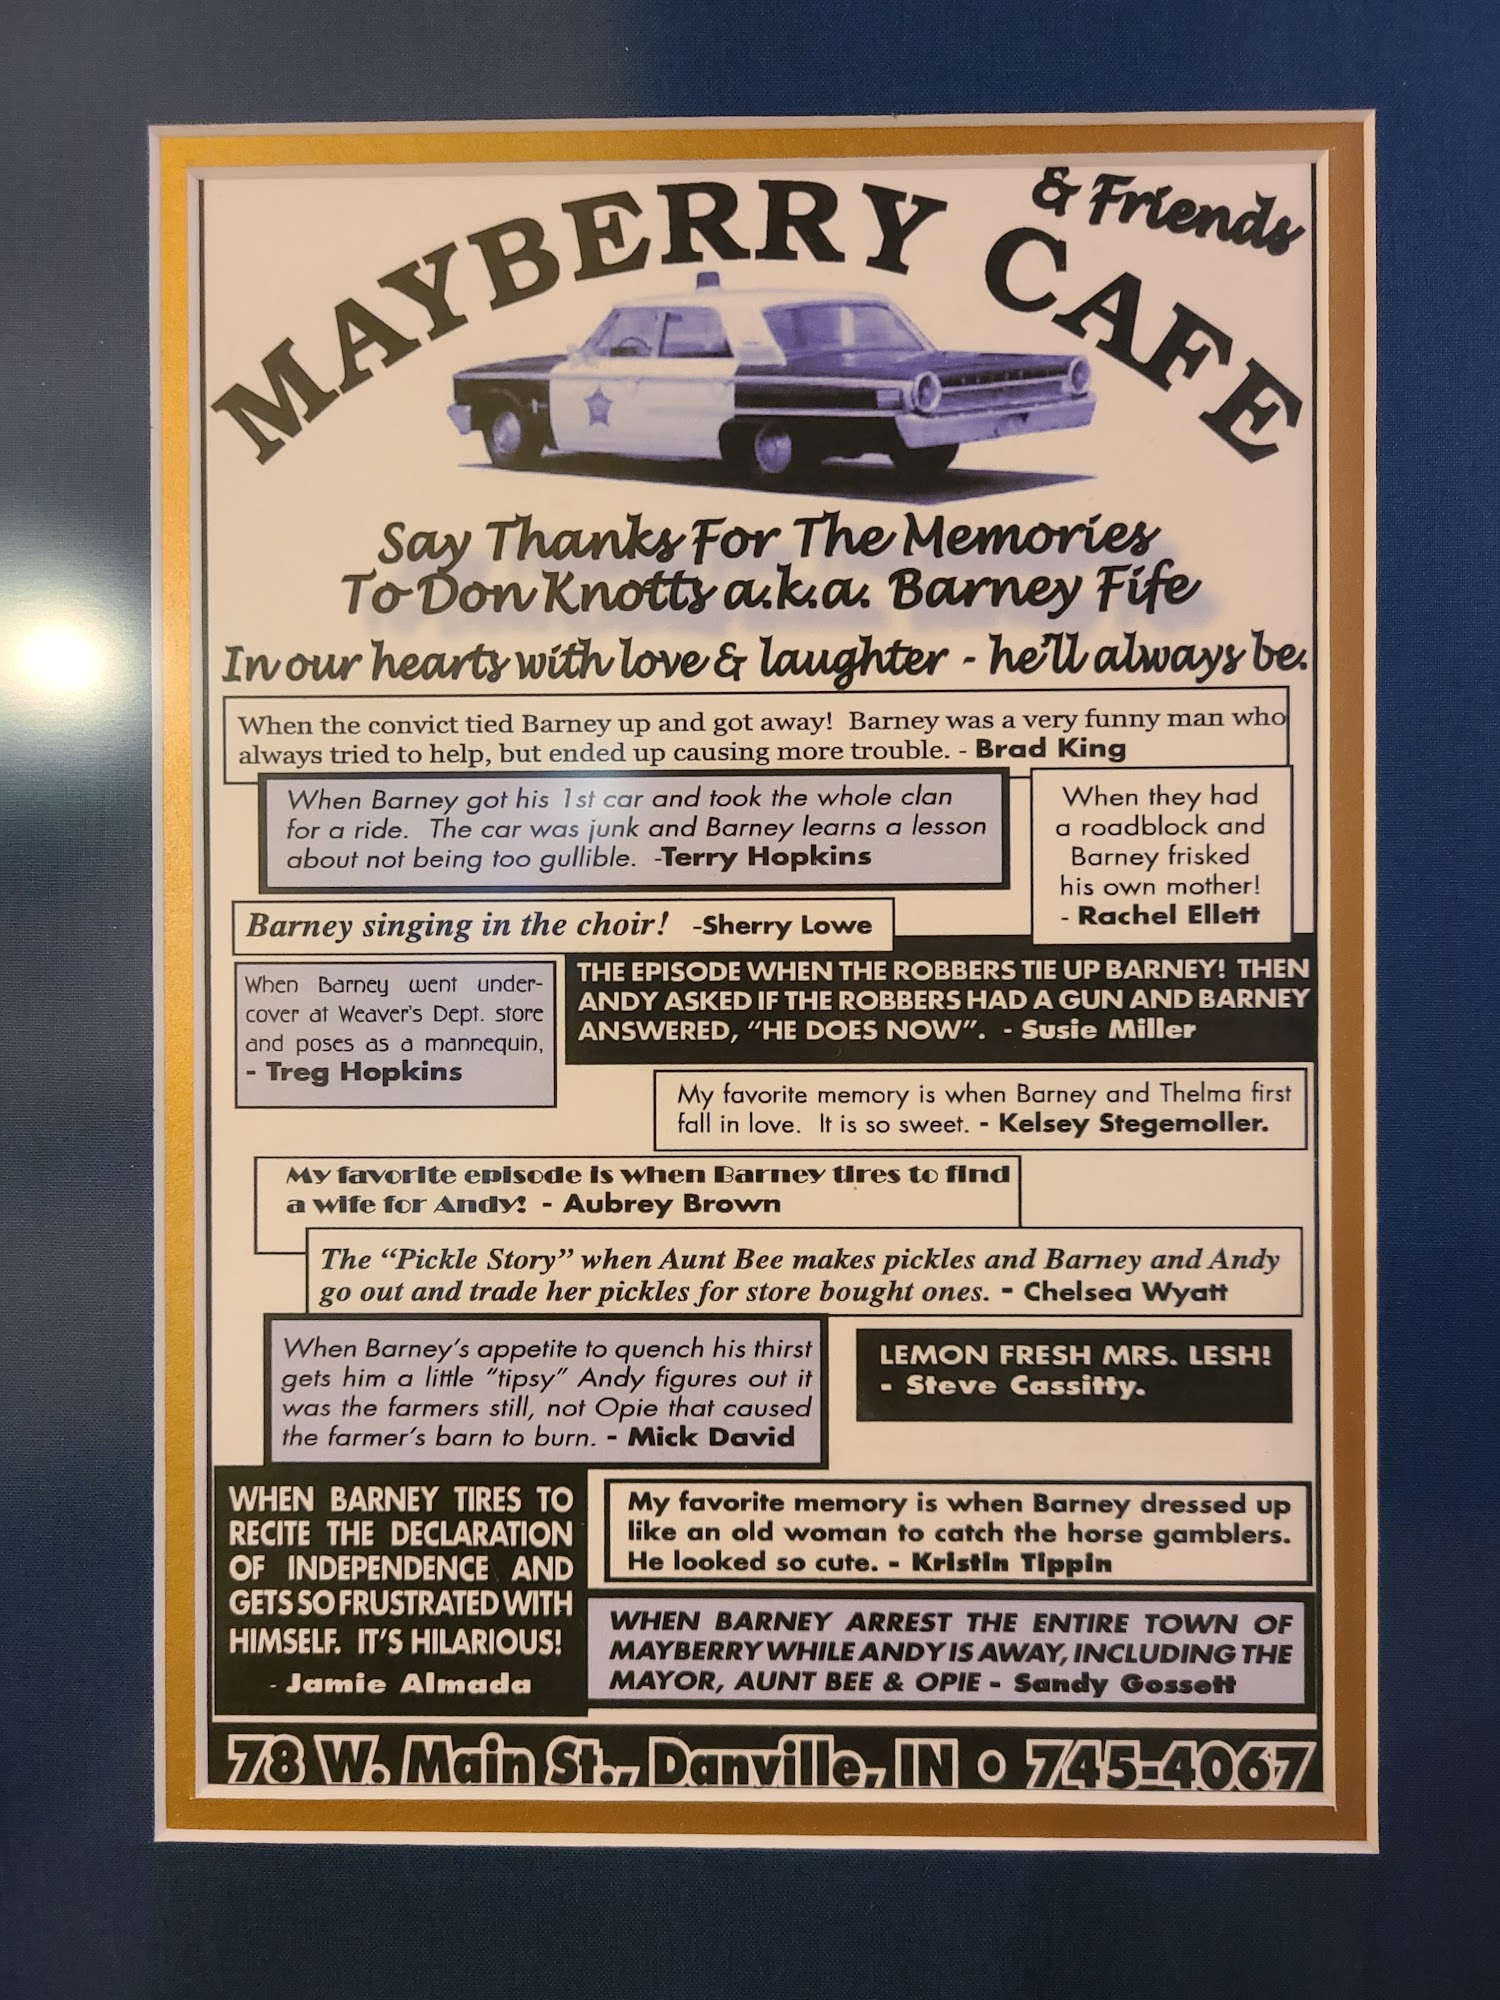 & Friends
MAYBERRY CAFE
Say Thanks For The Memories
To Don Knotts a.k.a. Barney Fife
In our hearts with love & laughter - he'll always be.
When the convict tied Barney up and got away! Barney was a very funny man who
always tried to help, but ended up causing more trouble. - Brad King
When Barney got his 1st car and took the whole clan
for a ride. The car was junk and Barney learns a lesson
about not being too gullible. -Terry Hopkins
When they had
a roadblock and
Barney frisked
his own mother!
- Rachel Ellett
Barney singing in the choir! -Sherry Lowe
When Barney went under-
cover at Weaver's Dept. store
and poses as a mannequin,
- Treg Hopkins
THE EPISODE WHEN THE ROBBERS TIE UP BARNEY! THEN
ANDY ASKED IF THE ROBBERS HAD A GUN AND BARNEY
ANSWERED, "HE DOES NOW". - Susie Miller
My favorite memory is when Barney and Thelma first
fall in love. It is so sweet. - Kelsey Stegemoller.
My favorite episode is when Barney tires to find
a wife for Andy! - Aubrey Brown
The "Pickle Story" when Aunt Bee makes pickles and Barney and Andy
go out and trade her pickles for store bought ones. - Chelsea Wyatt
When Barney's appetite to quench his thirst
gets him a little "tipsy" Andy figures out it
was the farmers still, not Opie that caused
the farmer's barn to burn. - Mick David
LEMON FRESH MRS. LESH!
- Steve Cassitty.
WHEN BARNEY TIRES TO
RECITE THE DECLARATION
OF INDEPENDENCE AND
GETS SO FRUSTRATED WITH
HIMSELF. IT'S HILARIOUS!
- Jamie Almada
My favorite memory is when Barney dressed up
like an old woman to catch the horse gamblers.
He looked so cute. - Kristin Tippin
WHEN BARNEY ARREST THE ENTIRE TOWN OF
MAYBERRY WHILE ANDY IS AWAY, INCLUDING THE
MAYOR, AUNT BEE & OPIE - Sandy Gossett
78 W. Main St., Danville, IN • 745-4067